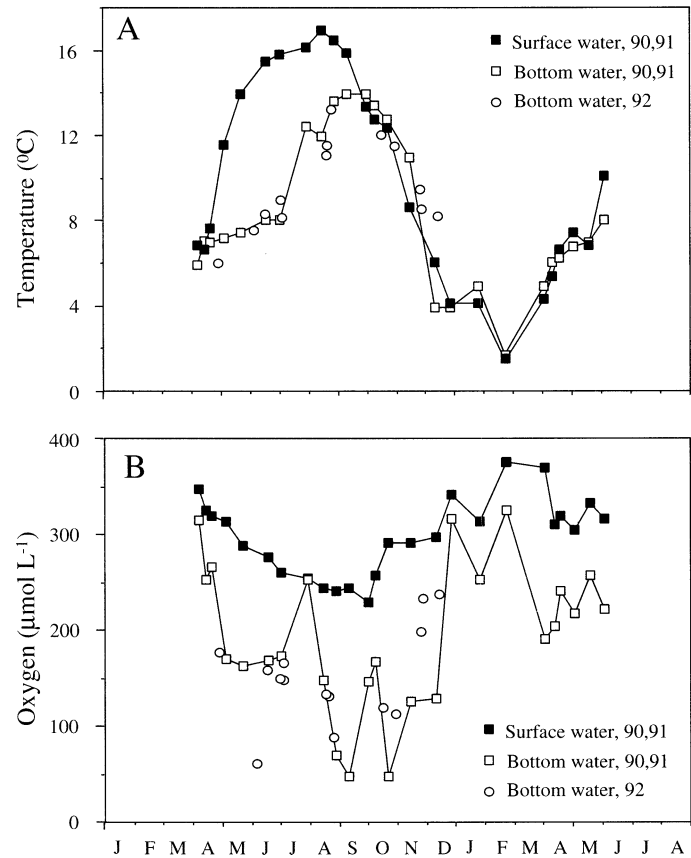 A
Surface water, 90,91
Bottom water, 90,91
Bottom water, 92
Temperature (⁰C)
16
12
8
4
0
B
Oxygen (µmol L⁻¹)
400
300
200
100
0
Surface water, 90,91
Bottom water, 90,91
Bottom water, 92
J F M A M J J A S O N D J F M A M J J A